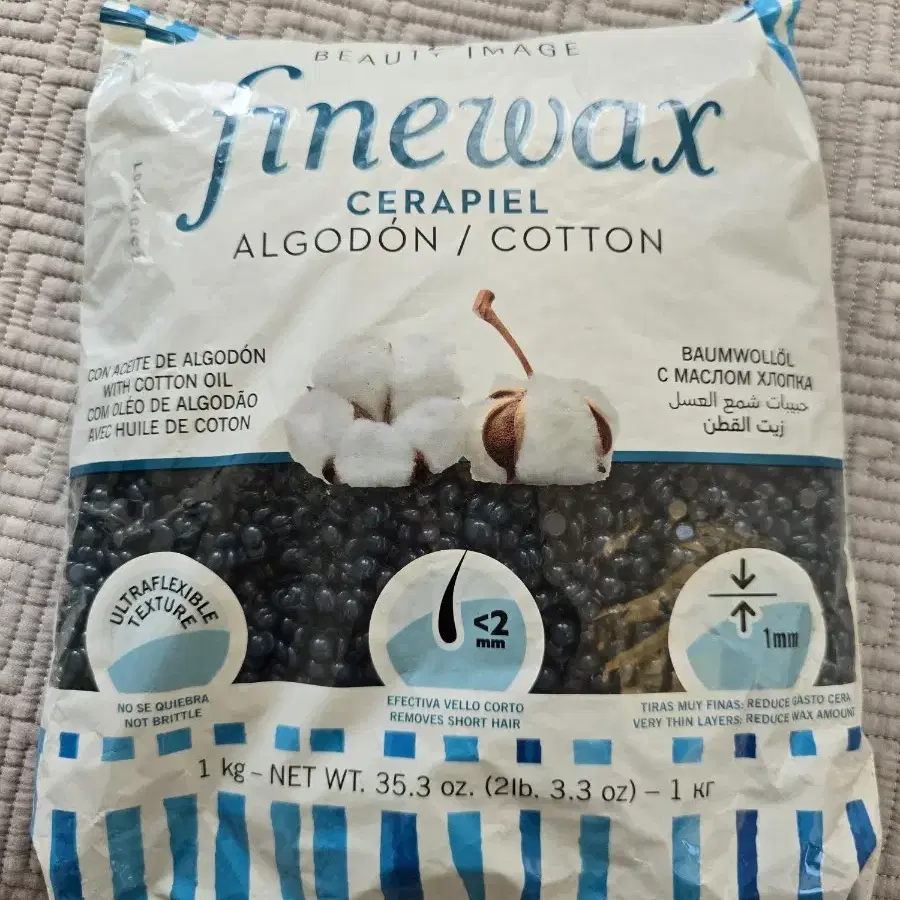 BEAUTY IMAGE
finewax
CERAPIEL
ALGODÓN / COTTON
CON ACEITE DE ALGODÓN
WITH COTTON OIL
COM OLÉO DE ALGODÃO
AVEC HUILE DE COTON
BAUMWOLLÖL
С МАСЛОМ ХЛОПКА
حبيبات شمع العسل
زيت القطن
ULTRAFLEXIBLE
TEXTURE
NO SE QUIEBRA
NOT BRITTLE
<2
mm
EFECTIVA VELLO CORTO
REMOVES SHORT HAIR
1mm
TIRAS MUY FINAS: REDUCE GASTO CERA
VERY THIN LAYERS: REDUCE WAX AMOUNT
1 kg – NET WT. 35.3 oz. (2lb. 3.3 oz) – 1 кг